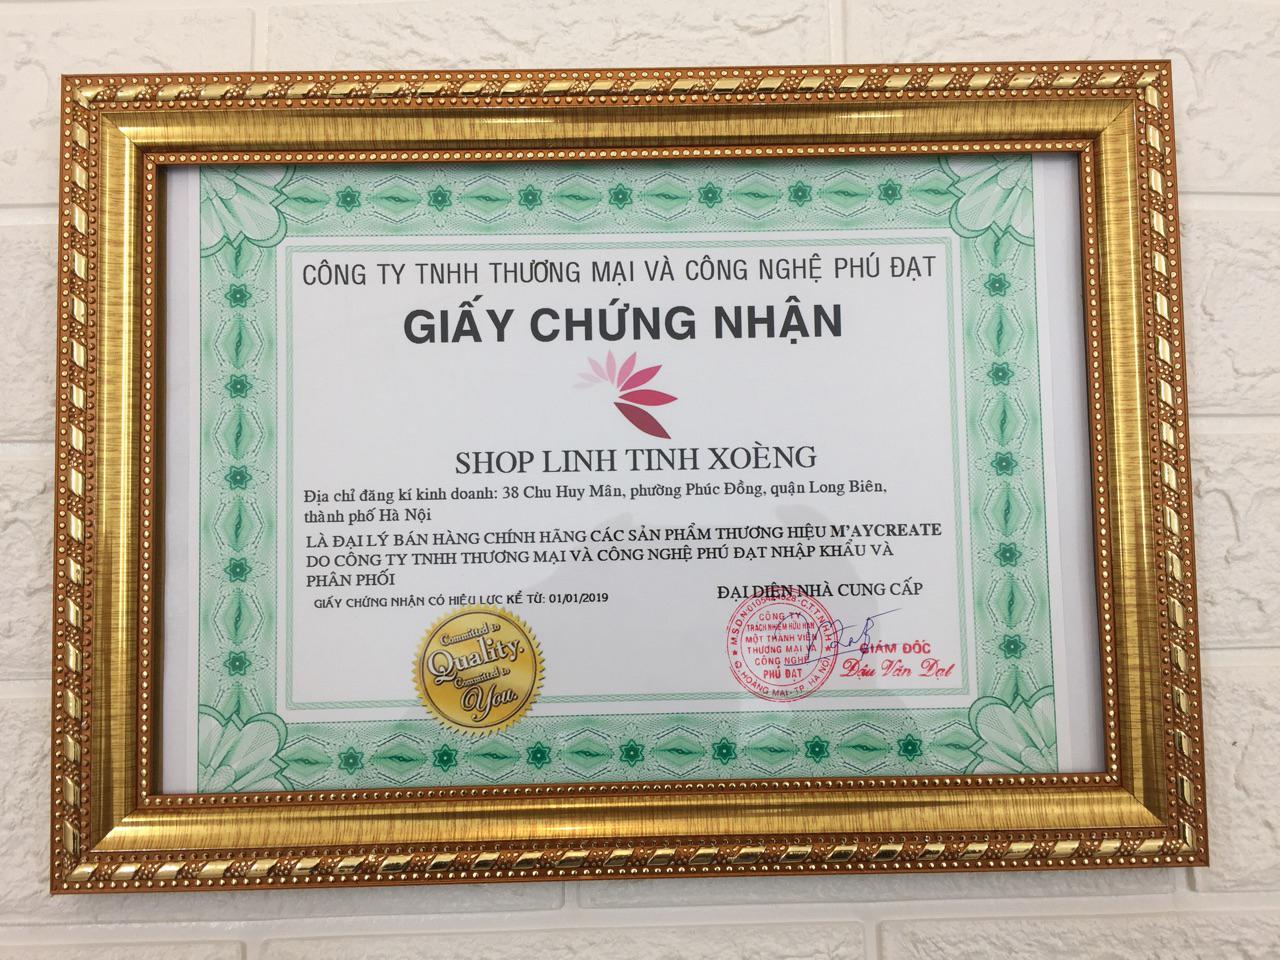 CÔNG TY TNHH THƯƠNG MẠI VÀ CÔNG NGHỆ PHÚ ĐẠT
GIẤY CHỨNG NHẬN
SHOP LINH TINH XOÈNG
Địa chỉ đăng kí kinh doanh: 38 Chu Huy Mân, phường Phúc Đồng, quận Long Biên,
thành phố Hà Nội
LÀ ĐẠI LÝ BÁN HÀNG CHÍNH HÃNG CÁC SẢN PHẨM THƯƠNG HIỆU M'AYCREATE
DO CÔNG TY TNHH THƯƠNG MẠI VÀ CÔNG NGHỆ PHÚ ĐẠT NHẬP KHẨU VÀ
PHÂN PHỐI
GIẤY CHỨNG NHẬN CÓ HIỆU LỰC KỂ TỪ: 01/01/2019
ĐẠI DIỆN NHÀ CUNG CẤP
Committed to
Quality.
Committed to
You.
CÔNG TY
TRÁCH NHIỆM HỮU HẠN
MỘT THÀNH VIÊN
THƯƠNG MẠI VÀ
CÔNG NGHỆ
PHÚ ĐẠT
Q.HOÀNG MAI-T.P. HÀ NỘI
GIÁM ĐỐC
Đậu Văn Đạt